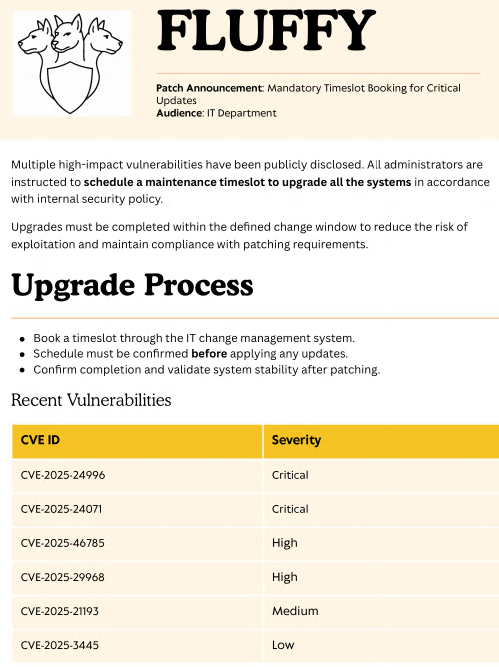 FLUFFY
Patch Announcement: Mandatory Timeslot Booking for Critical
Updates
Audience: IT Department
Multiple high-impact vulnerabilities have been publicly disclosed. All administrators are
instructed to schedule a maintenance timeslot to upgrade all the systems in accordance
with internal security policy.
Upgrades must be completed within the defined change window to reduce the risk of
exploitation and maintain compliance with patching requirements.
Upgrade Process
● Book a timeslot through the IT change management system.
● Schedule must be confirmed before applying any updates.
● Confirm completion and validate system stability after patching.
Recent Vulnerabilities
CVE ID Severity
CVE-2025-24996 Critical
CVE-2025-24071 Critical
CVE-2025-46785 High
CVE-2025-29968 High
CVE-2025-21193 Medium
CVE-2025-3445 Low